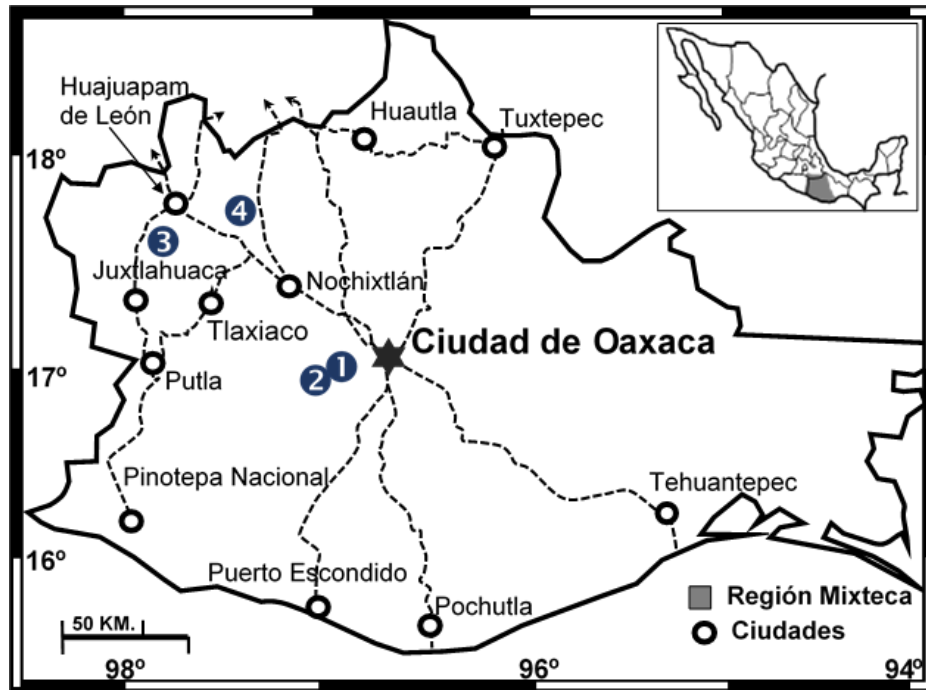 Huajuapam
de León
Huautla
Tuxtepec
18º
4
3
Juxtlahuaca
Nochixtlán
Tlaxiaco
Ciudad de Oaxaca
1
2
17º
Putla
Pinotepa Nacional
Tehuantepec
16º
Puerto Escondido
Pochutla
Región Mixteca
Ciudades
50 KM.
98º
96º
94º